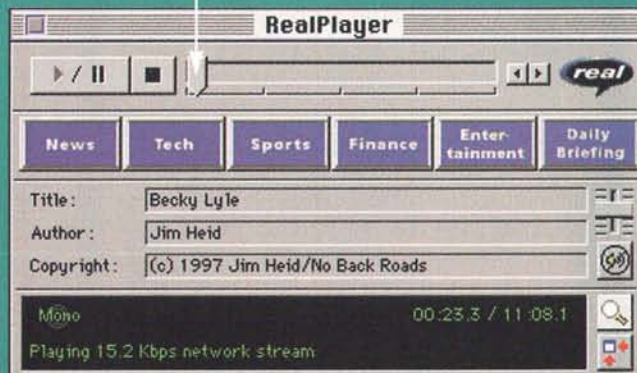 RealPlayer
real
News Tech Sports Finance Enter-tainment Daily Briefing
Title: Becky Lyle
Author: Jim Heid
Copyright: (c) 1997 Jim Heid/No Back Roads
Mono 00:23.3 / 11:08.1
Playing 15.2 Kbps network stream